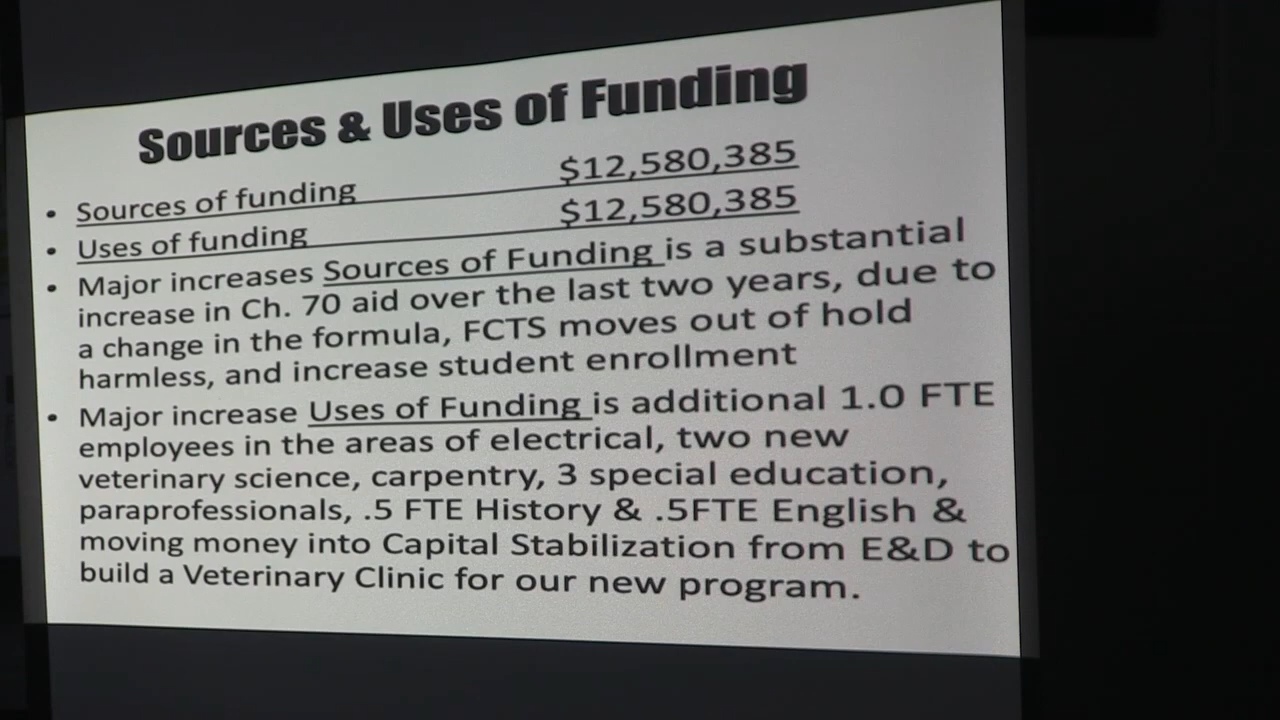 Sources & Uses of Funding
• Sources of funding $12,580,385
• Uses of funding $12,580,385
• Major increases Sources of Funding is a substantial
increase in Ch. 70 aid over the last two years, due to
a change in the formula, FCTS moves out of hold
harmless, and increase student enrollment
• Major increase Uses of Funding is additional 1.0 FTE
employees in the areas of electrical, two new
veterinary science, carpentry, 3 special education,
paraprofessionals, .5 FTE History & .5FTE English &
moving money into Capital Stabilization from E&D to
build a Veterinary Clinic for our new program.